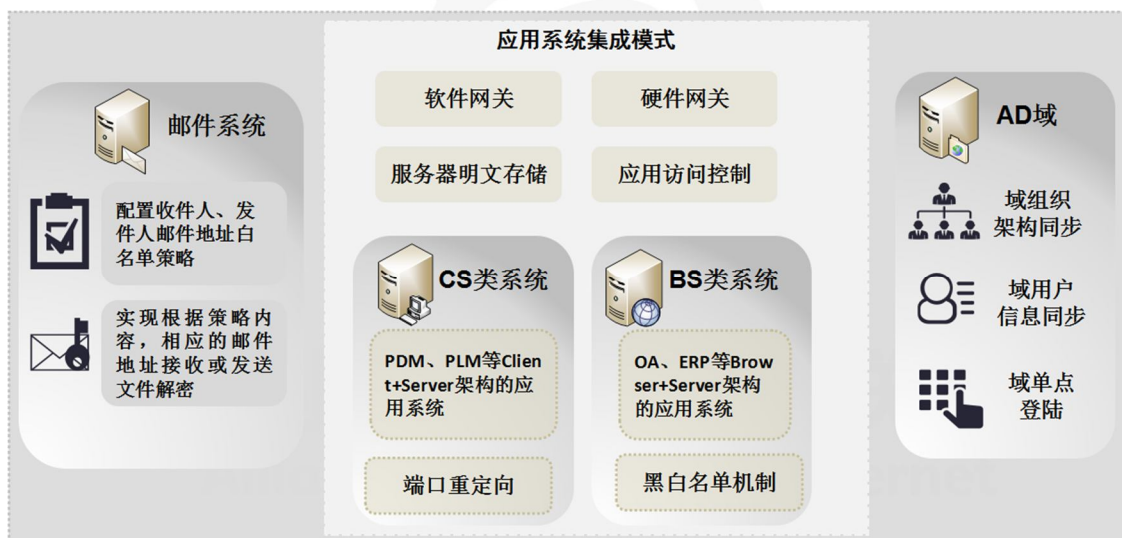 应用系统集成模式
软件网关
硬件网关
服务器明文存储
应用访问控制
邮件系统
配置收件人、发
件人邮件地址白
名单策略
实现根据策略内
容，相应的邮件
地址接收或发送
文件解密
CS类系统
PDM、PLM等Clien
t+Server架构的应
用系统
端口重定向
BS类系统
OA、ERP等Brow
ser+Server架构
的应用系统
黑白名单机制
AD域
域组织
架构同步
域用户
信息同步
域单点
登陆